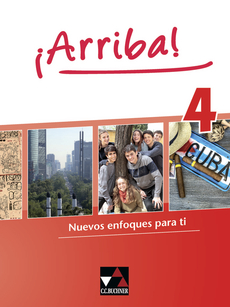 ¡Arriba!
4
CUBA
Nuevos enfoques para ti
C.C.BUCHNER